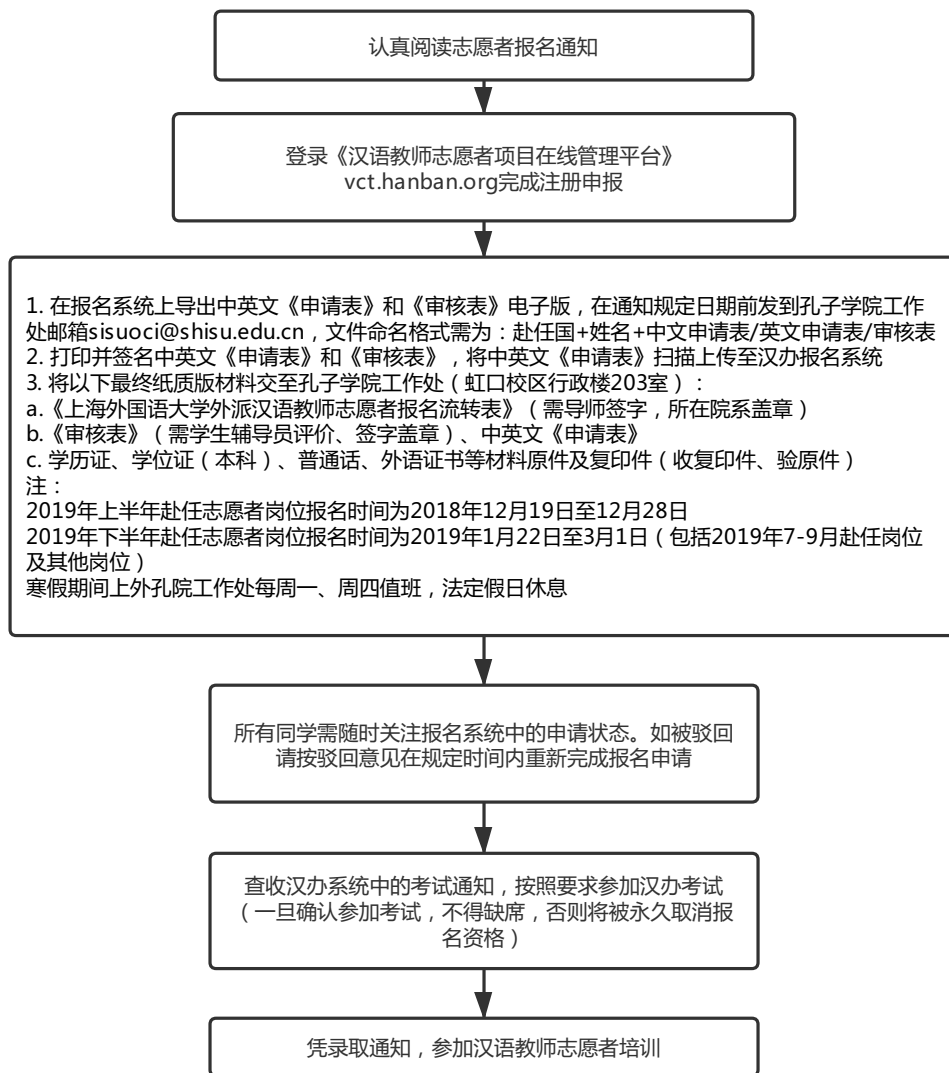 认真阅读志愿者报名通知
登录《汉语教师志愿者项目在线管理平台》
vct.hanban.org完成注册申报
1. 在报名系统上导出中英文《申请表》和《审核表》电子版，在通知规定日期前发到孔子学院工作
处邮箱sisuoci@shisu.edu.cn，文件命名格式需为：赴任国+姓名+中文申请表/英文申请表/审核表
2. 打印并签名中英文《申请表》和《审核表》，将中英文《申请表》扫描上传至汉办报名系统
3. 将以下最终纸质版材料交至孔子学院工作处（虹口校区行政楼203室）：
a.《上海外国语大学外派汉语教师志愿者报名流转表》（需导师签字，所在院系盖章）
b.《审核表》（需学生辅导员评价、签字盖章）、中英文《申请表》
c. 学历证、学位证（本科）、普通话、外语证书等材料原件及复印件（收复印件、验原件）
注：
2019年上半年赴任志愿者岗位报名时间为2018年12月19日至12月28日
2019年下半年赴任志愿者岗位报名时间为2019年1月22日至3月1日（包括2019年7-9月赴任岗位
及其他岗位）
寒假期间上外孔院工作处每周一、周四值班，法定假日休息
所有同学需随时关注报名系统中的申请状态。如被驳回
请按驳回意见在规定时间内重新完成报名申请
查收汉办系统中的考试通知，按照要求参加汉办考试
（一旦确认参加考试，不得缺席，否则将被永久取消报
名资格）
凭录取通知，参加汉语教师志愿者培训